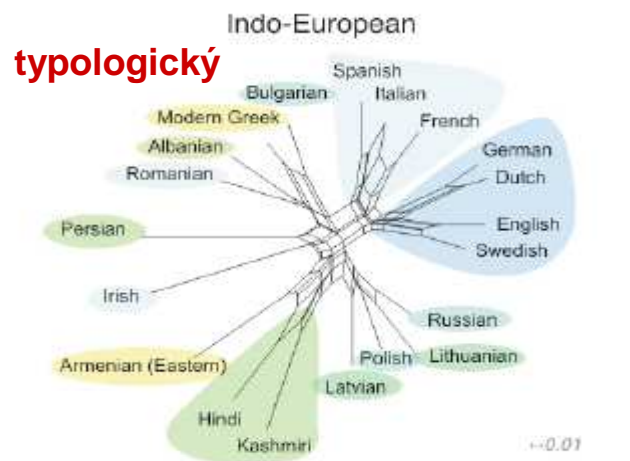 Indo-European
typologický
Spanish
Bulgarian
Italian
Modern Greek
French
Albanian
German
Romanian
Dutch
Persian
English
Swedish
Irish
Russian
Armenian (Eastern)
Polish
Lithuanian
Latvian
Hindi
Kashmiri
↔0.01